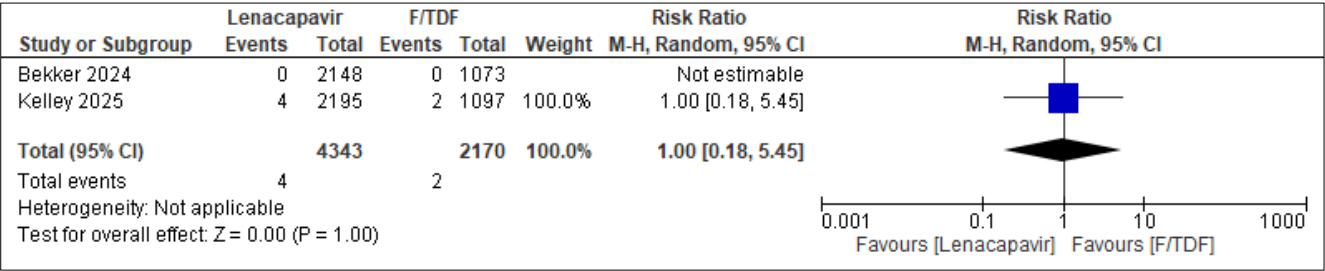 Lenacapavir F/TDF Risk Ratio Risk Ratio
Study or Subgroup Events Total Events Total Weight M-H, Random, 95% CI M-H, Random, 95% CI
Bekker 2024 0 2148 0 1073 Not estimable
Kelley 2025 4 2195 2 1097 100.0% 1.00 [0.18, 5.45]
Total (95% CI) 4343 2170 100.0% 1.00 [0.18, 5.45]
Total events 4 2
Heterogeneity: Not applicable
Test for overall effect: Z = 0.00 (P = 1.00)
0.001 0.1 1 10 1000
Favours [Lenacapavir] Favours [F/TDF]